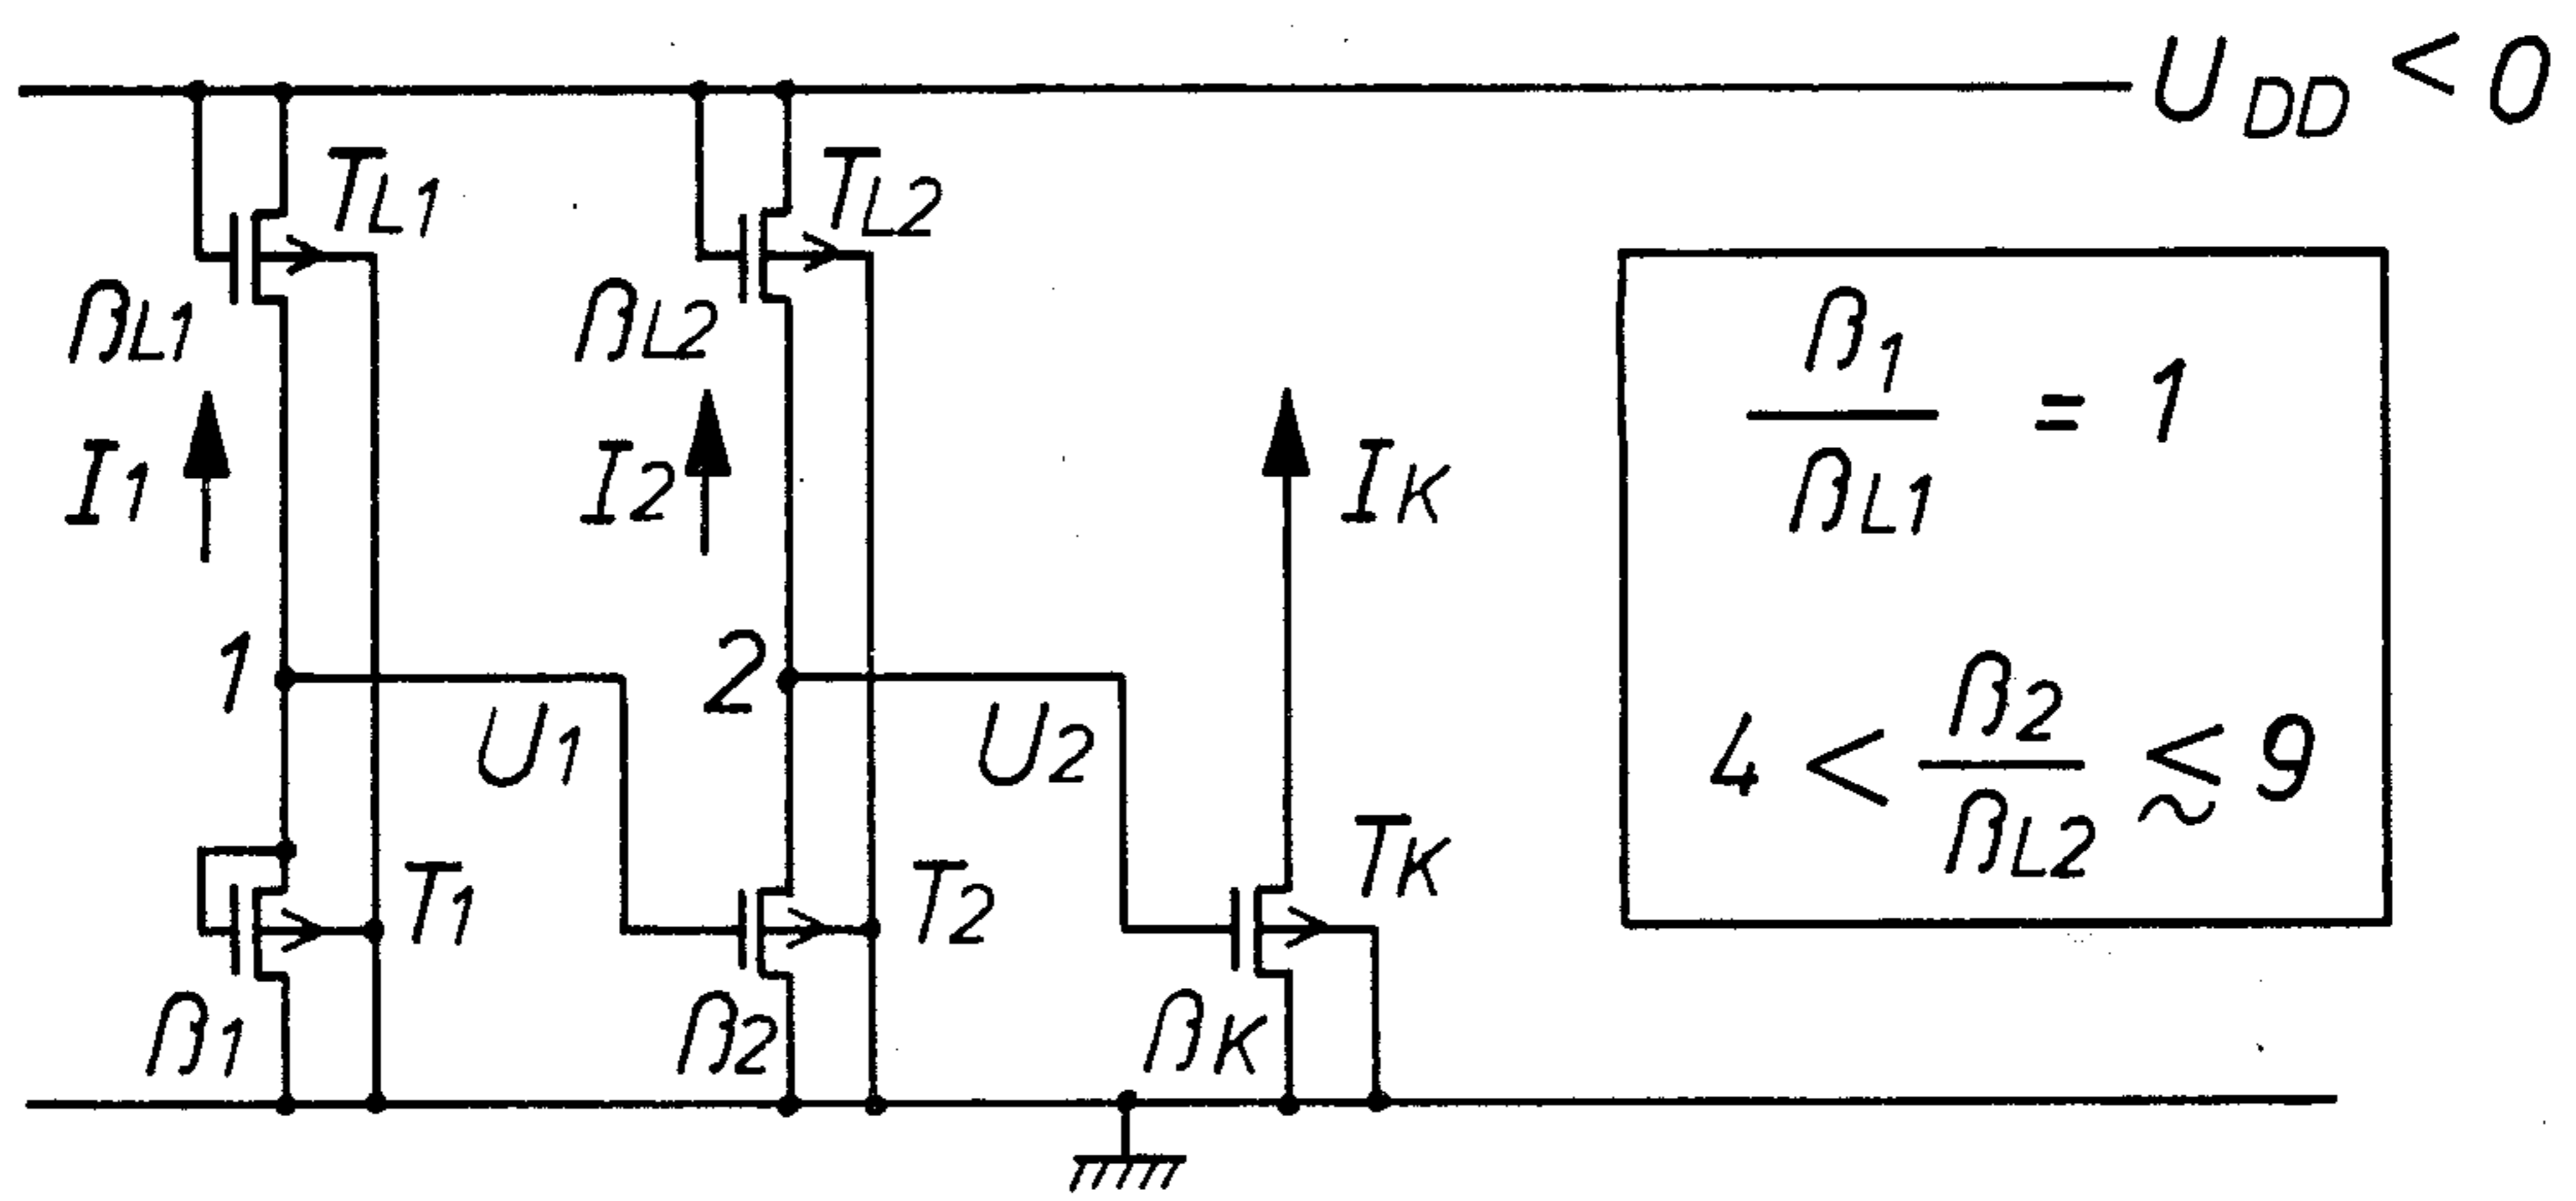 U_DD < 0
T_L1
T_L2
β_L1
β_L2
I_1
I_2
I_K
1
2
U_1
U_2
T_1
T_2
T_K
β_1
β_2
β_K
β_1 / β_L1 = 1
4 < β_2 / β_L2 ⪅ 9